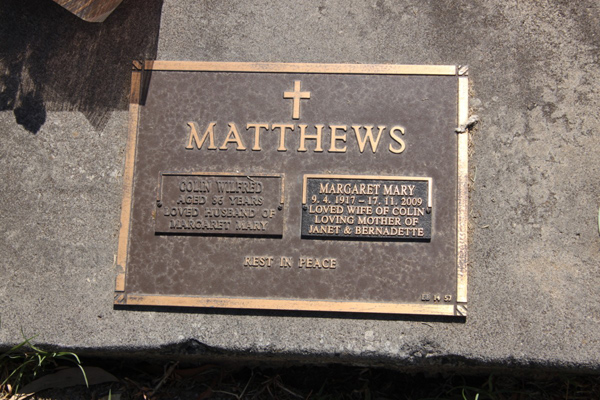 MATTHEWS
COLIN WILFRED
AGED 86 YEARS
LOVED HUSBAND OF
MARGARET MARY
MARGARET MARY
9. 4. 1917 – 17. 11. 2009
LOVED WIFE OF COLIN
LOVING MOTHER OF
JANET & BERNADETTE
REST IN PEACE